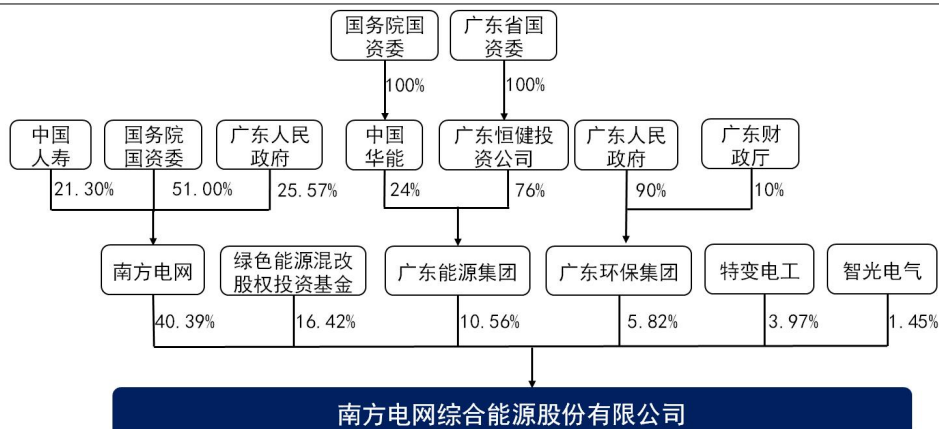 国务院国
资委
广东省国
资委
100%
100%
中国
人寿
国务院
国资委
广东人民
政府
中国
华能
广东恒健投
资公司
广东人民
政府
广东财
政厅
21.30%
51.00%
25.57%
24%
76%
90%
10%
南方电网
绿色能源混改
股权投资基金
广东能源集团
广东环保集团
特变电工
智光电气
40.39%
16.42%
10.56%
5.82%
3.97%
1.45%
南方电网综合能源股份有限公司